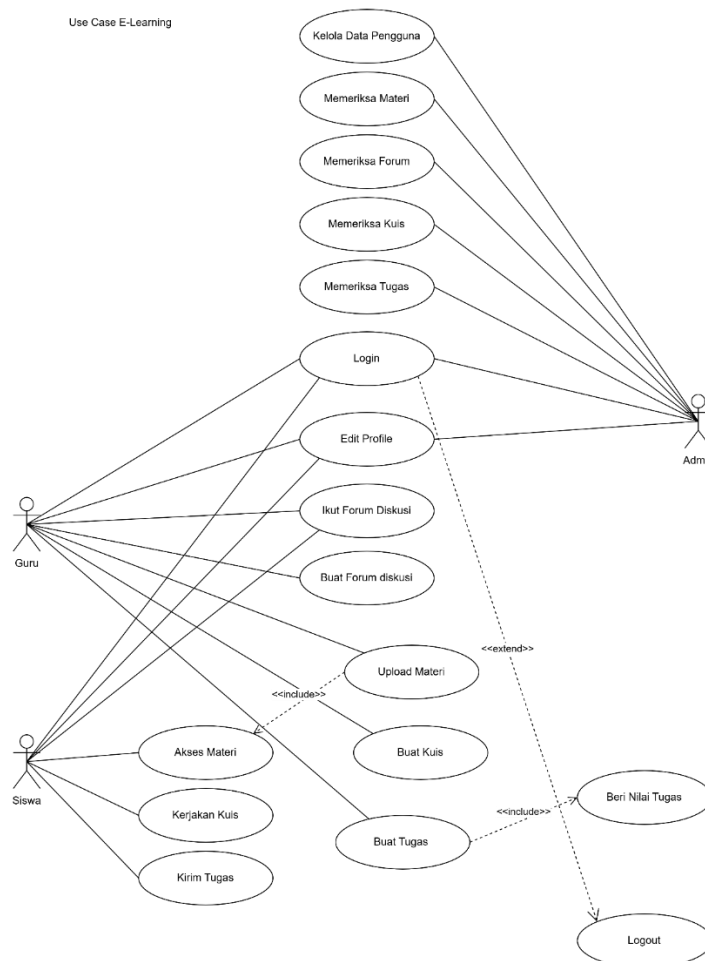 Use Case E-Learning
Kelola Data Pengguna
Memeriksa Materi
Memeriksa Forum
Memeriksa Kuis
Memeriksa Tugas
Login
Edit Profile
Adm
Ikut Forum Diskusi
Guru
Buat Forum diskusi
<<extend>>
Upload Materi
<<include>>
Akses Materi
Buat Kuis
Siswa
Beri Nilai Tugas
<<include>>
Kerjakan Kuis
Buat Tugas
Kirim Tugas
Logout